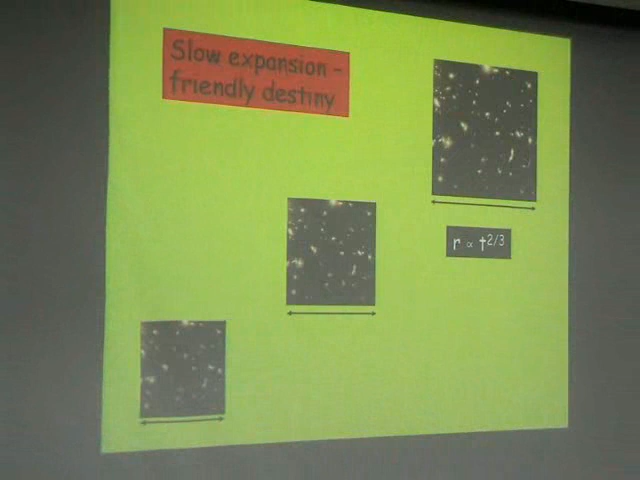 Slow expansion -
friendly destiny
r ∝ t^2/3